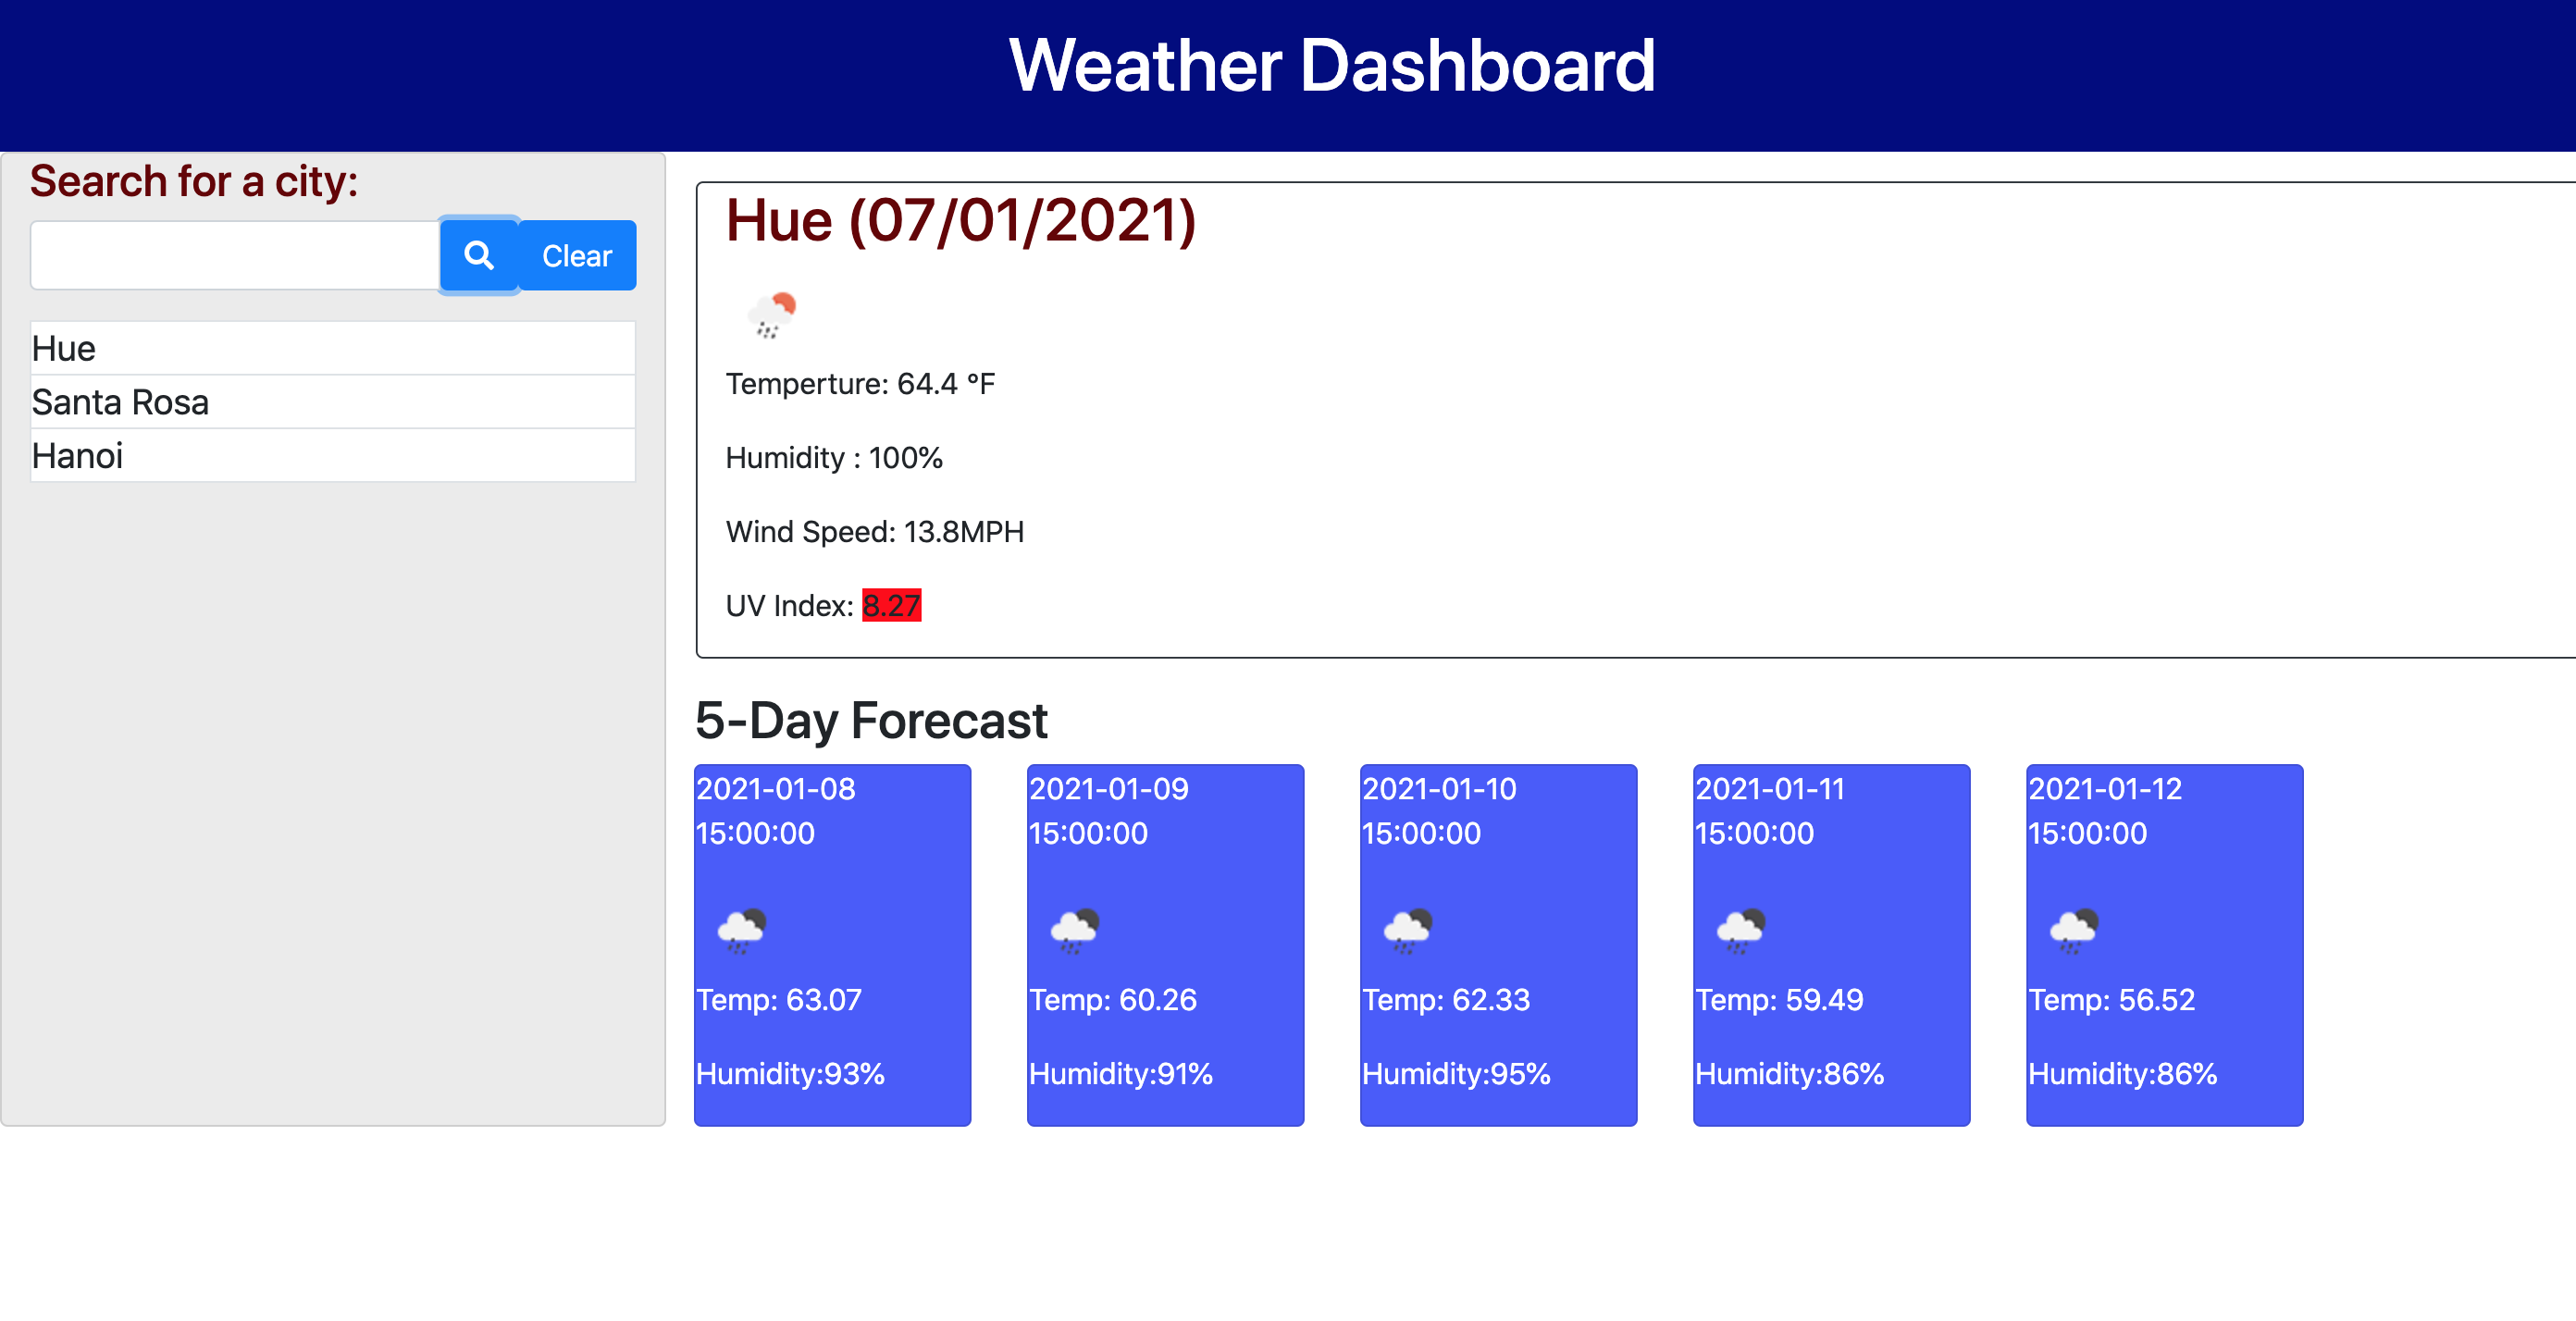 Weather Dashboard
Search for a city:
Clear
Hue
Santa Rosa
Hanoi
Hue (07/01/2021)
Temperture: 64.4 °F
Humidity : 100%
Wind Speed: 13.8MPH
UV Index: 8.27
5-Day Forecast
2021-01-08
15:00:00
Temp: 63.07
Humidity:93%
2021-01-09
15:00:00
Temp: 60.26
Humidity:91%
2021-01-10
15:00:00
Temp: 62.33
Humidity:95%
2021-01-11
15:00:00
Temp: 59.49
Humidity:86%
2021-01-12
15:00:00
Temp: 56.52
Humidity:86%